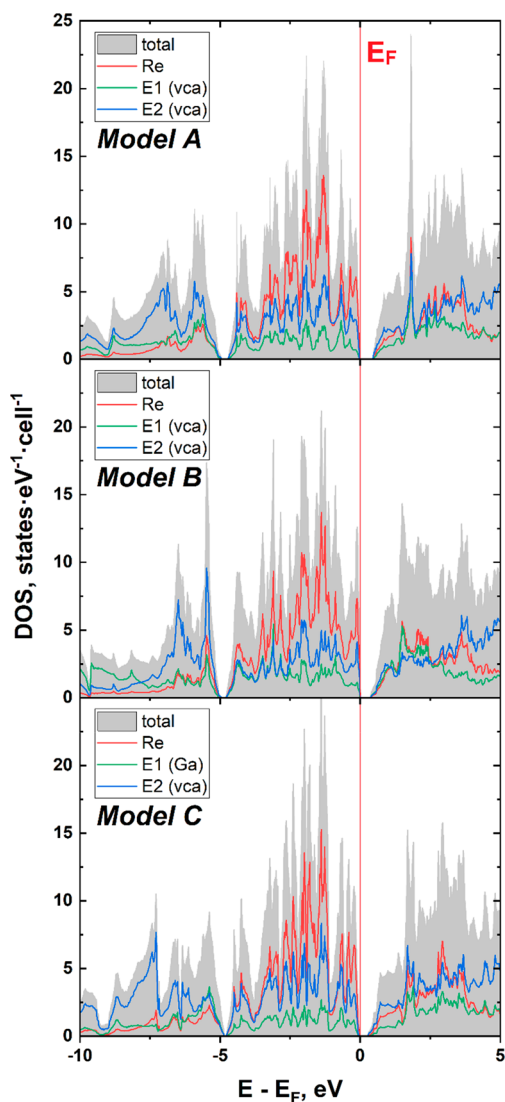 25
total
Re
E1 (vca)
E2 (vca)
Model A
E_F
20
15
10
5
0
total
Re
E1 (vca)
E2 (vca)
Model B
20
15
10
5
0
DOS, states·eV⁻¹·cell⁻¹
total
Re
E1 (Ga)
E2 (vca)
Model C
20
15
10
5
0
-10 -5 0 5
E - E_F, eV